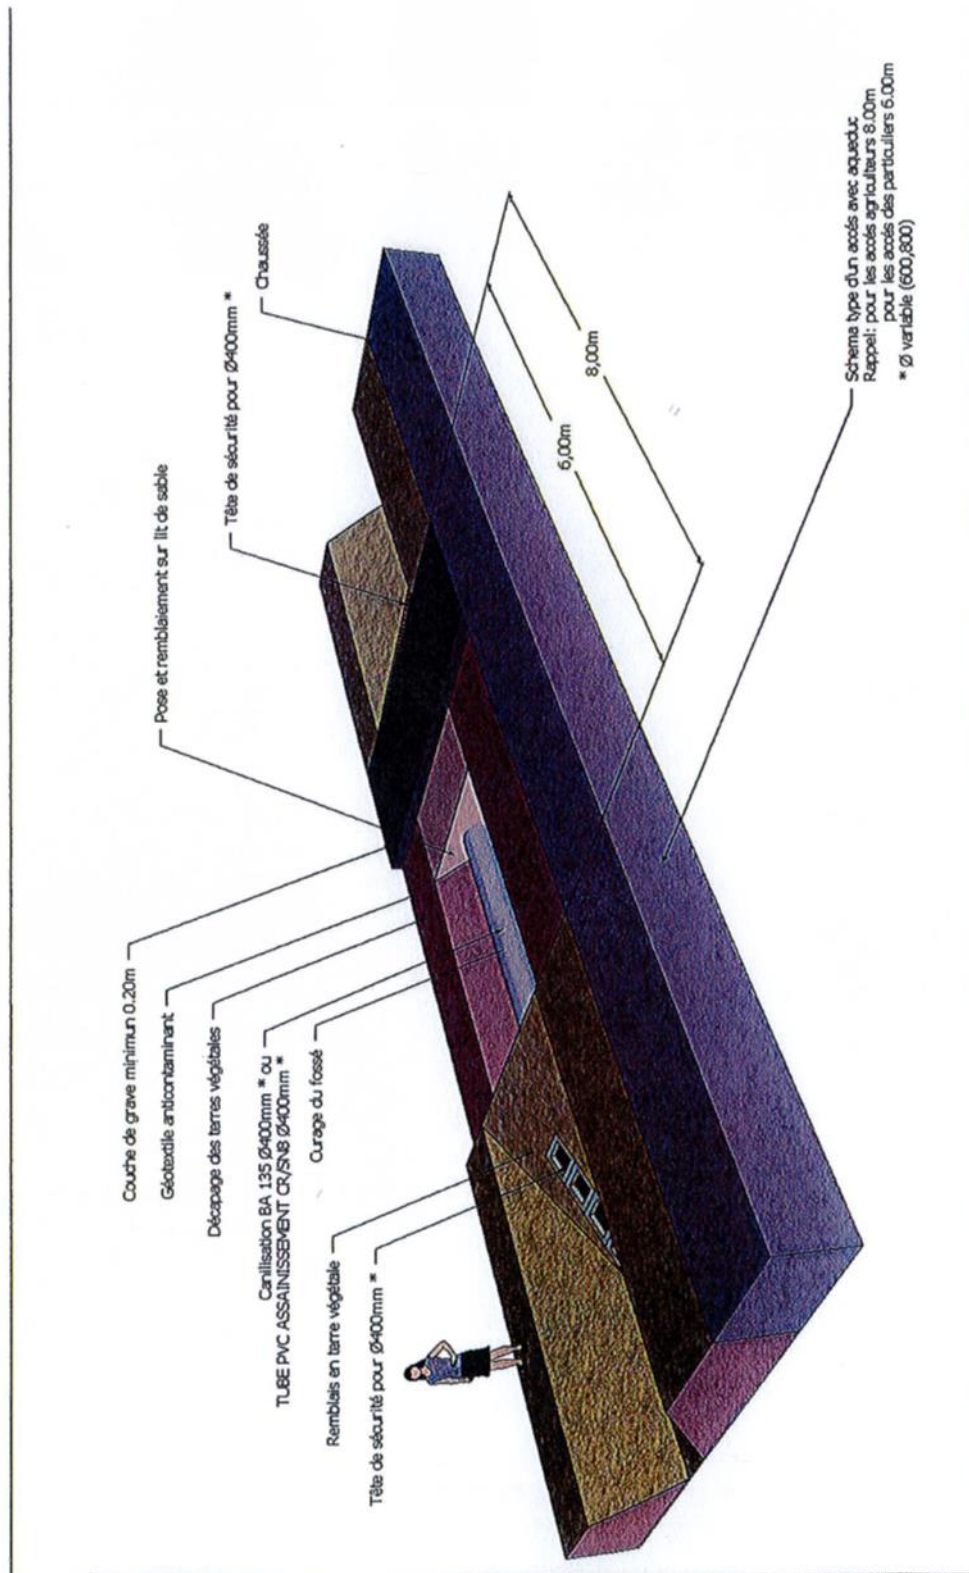 Couche de grave minimun 0.20m
Géotextile anticontaminant
Décapage des terres végétales
Canilisation BA 135 Ø400mm * ou
TUBE PVC ASSAINISSEMENT CR/SN8 Ø400mm *
Curage du fossé
Remblais en terre végétale
Tête de sécurité pour Ø400mm *
Pose et remblaiement sur lit de sable
Tête de sécurité pour Ø400mm *
Chaussée
6,00m
8,00m
Schema type d'un accés avec aqueduc
Rappel: pour les accés agriculteurs 8.00m
pour les accés des particuliers 6.00m
* Ø variable (600,800)